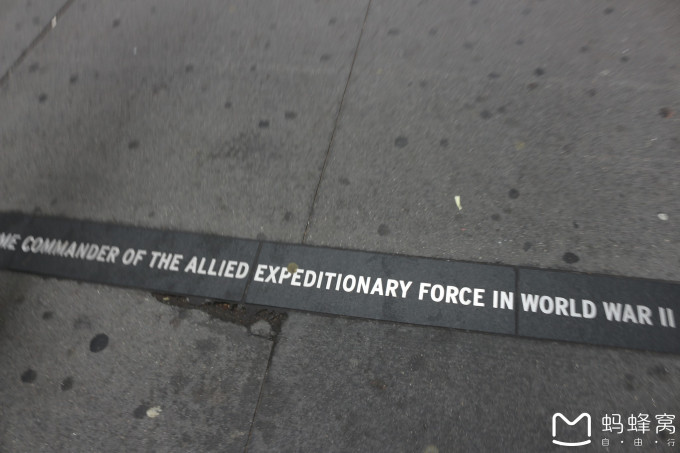 ME COMMANDER OF THE ALLIED EXPEDITIONARY FORCE IN WORLD WAR II
蚂蜂窝
自·由·行